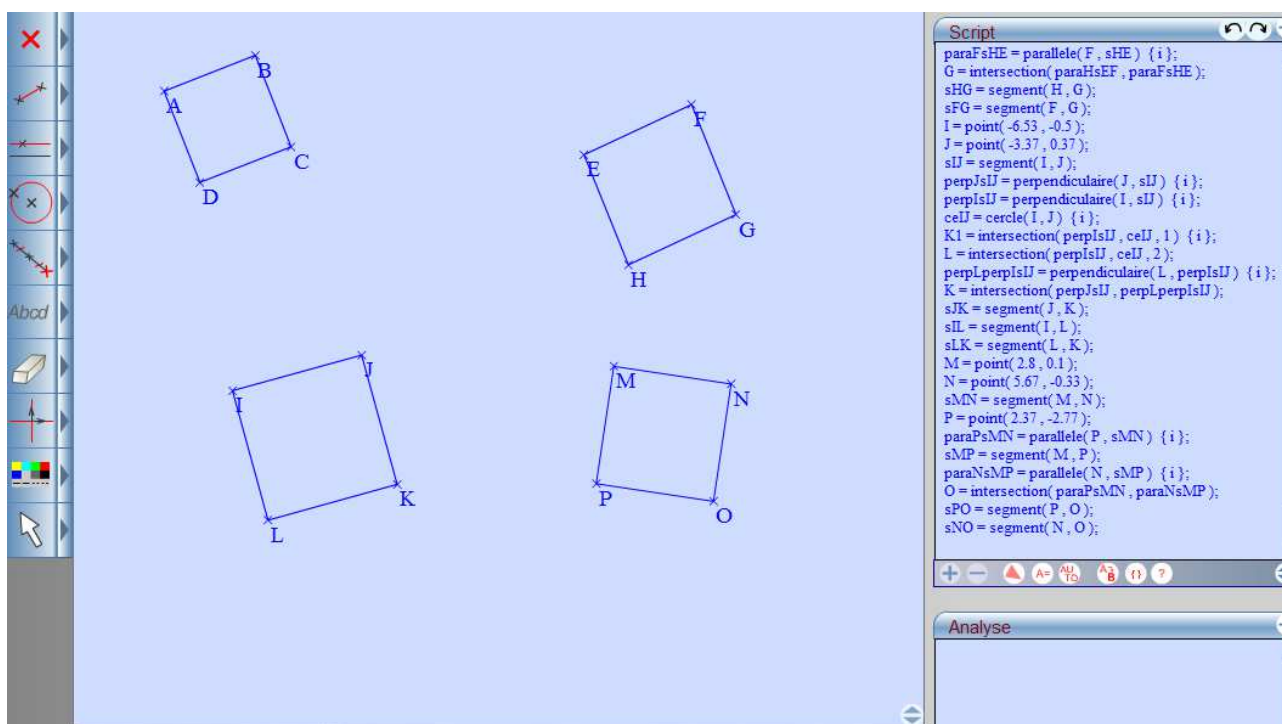 Abcd
A
B
C
D
E
F
G
H
I
J
K
L
M
N
P
O
Script
paraFsHE = parallele( F , sHE ) { i };
G = intersection( paraHsEF , paraFsHE );
sHG = segment( H , G );
sFG = segment( F , G );
I = point( -6.53 , -0.5 );
J = point( -3.37 , 0.37 );
sIJ = segment( I , J );
perpJsIJ = perpendiculaire( J , sIJ ) { i };
perpIsIJ = perpendiculaire( I , sIJ ) { i };
ceIJ = cercle( I , J ) { i };
K1 = intersection( perpIsIJ , ceIJ , 1 ) { i };
L = intersection( perpIsIJ , ceIJ , 2 );
perpLperpIsIJ = perpendiculaire( L , perpIsIJ ) { i };
K = intersection( perpJsIJ , perpLperpIsIJ );
sJK = segment( J , K );
sIL = segment( I , L );
sLK = segment( L , K );
M = point( 2.8 , 0.1 );
N = point( 5.67 , -0.33 );
sMN = segment( M , N );
P = point( 2.37 , -2.77 );
paraPsMN = parallele( P , sMN ) { i };
sMP = segment( M , P );
paraNsMP = parallele( N , sMP ) { i };
O = intersection( paraPsMN , paraNsMP );
sPO = segment( P , O );
sNO = segment( N , O );
A= { } ?
Analyse